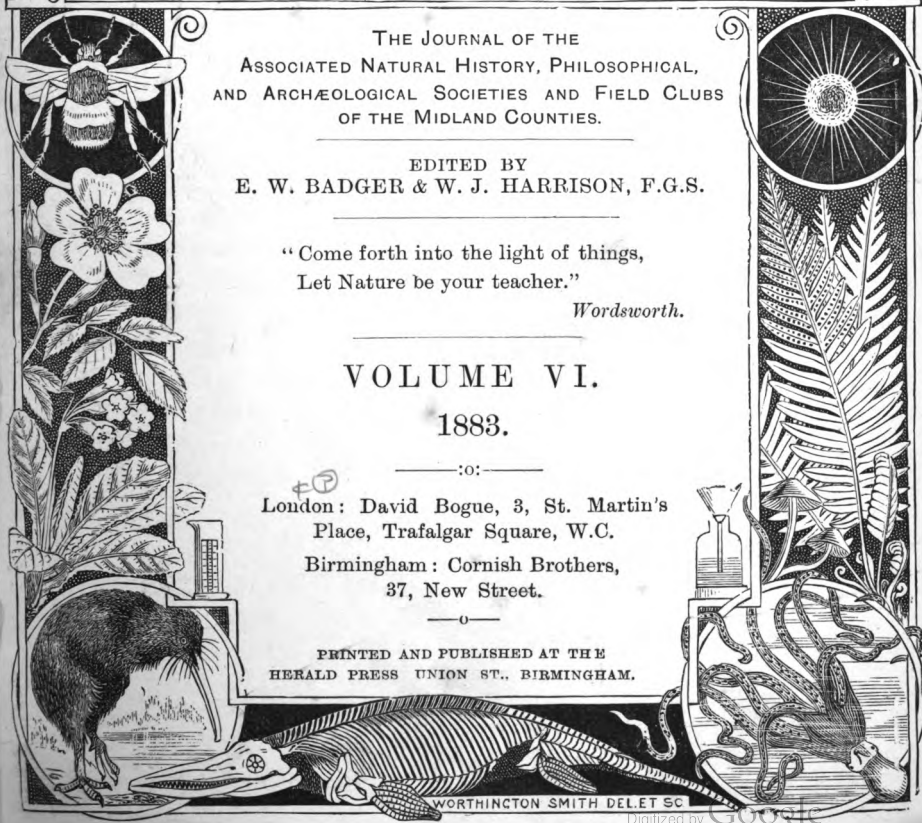 THE JOURNAL OF THE
ASSOCIATED NATURAL HISTORY, PHILOSOPHICAL,
AND ARCHÆOLOGICAL SOCIETIES AND FIELD CLUBS
OF THE MIDLAND COUNTIES.
EDITED BY
E. W. BADGER & W. J. HARRISON, F.G.S.
“Come forth into the light of things,
Let Nature be your teacher.”
Wordsworth.
VOLUME VI.
1883.
:o:
London: David Bogue, 3, St. Martin's
Place, Trafalgar Square, W.C.
Birmingham: Cornish Brothers,
37, New Street.
o
PRINTED AND PUBLISHED AT THE
HERALD PRESS UNION ST., BIRMINGHAM.
WORTHINGTON SMITH DEL. ET SC.
Digitized by Google